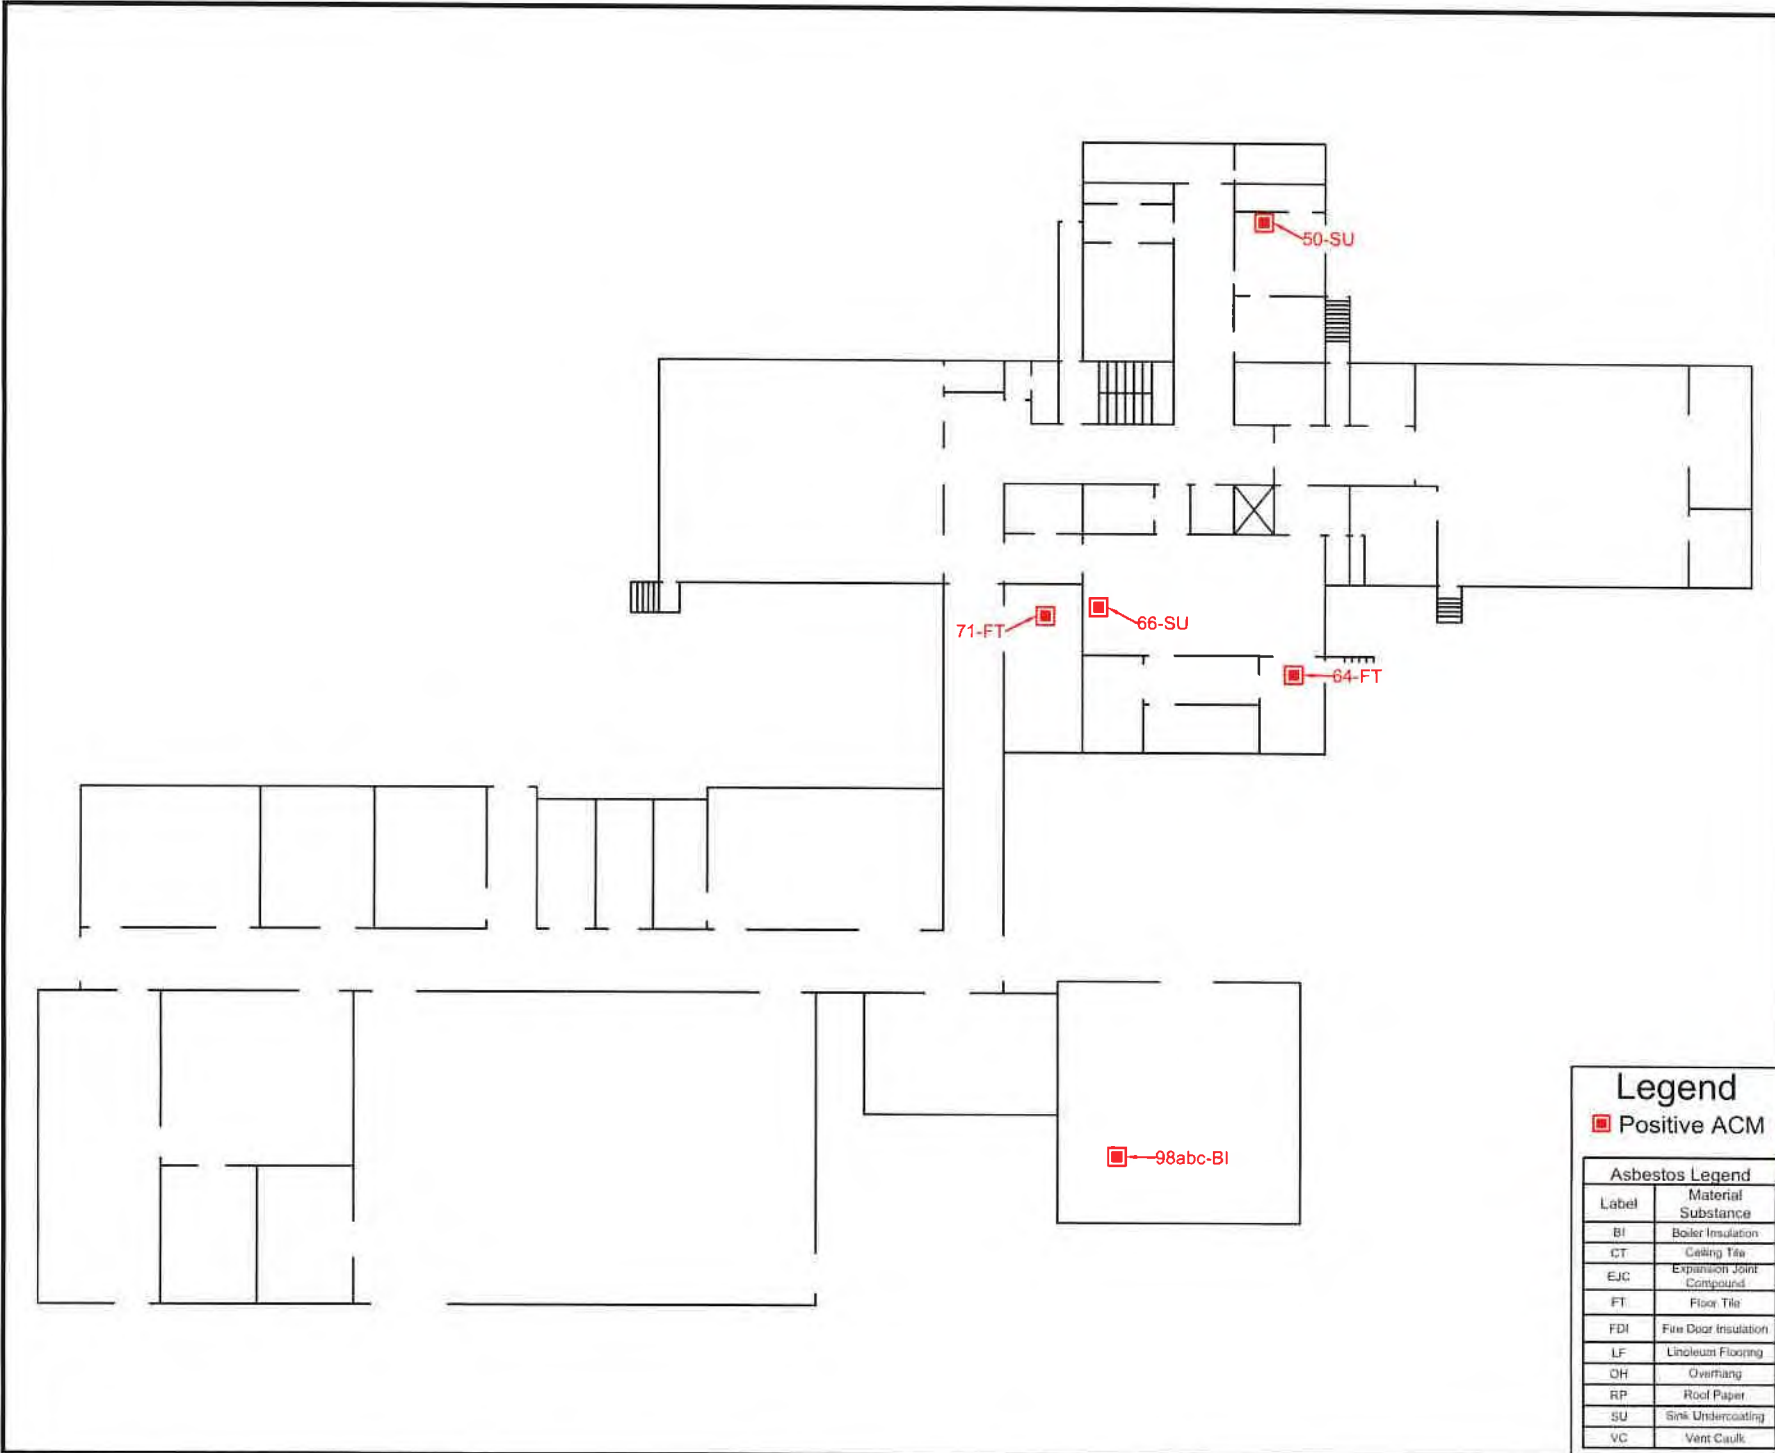 50-SU
66-SU
71-FT
64-FT
98abc-BI
Legend
Positive ACM
Asbestos Legend
Label Material Substance
BI Boiler Insulation
CT Ceiling Tile
EJC Expansion Joint Compound
FT Floor Tile
FDI Fire Door Insulation
LF Linoleum Flooring
OH Overhang
RP Roof Paper
SU Sink Undercoating
VC Vent Caulk